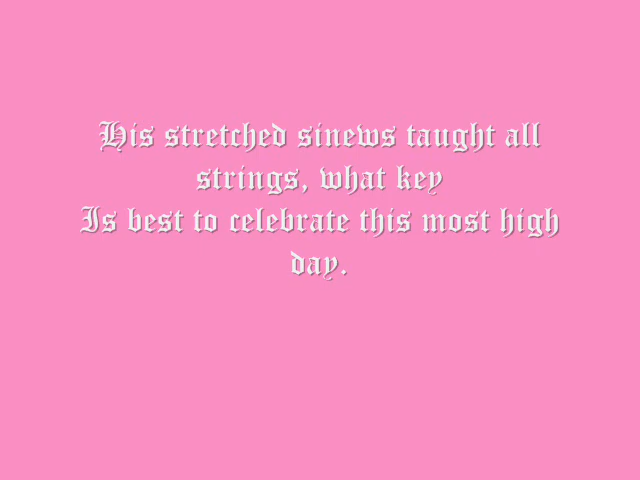 His stretched sinews taught all
strings, what key
Is best to celebrate this most high
day.